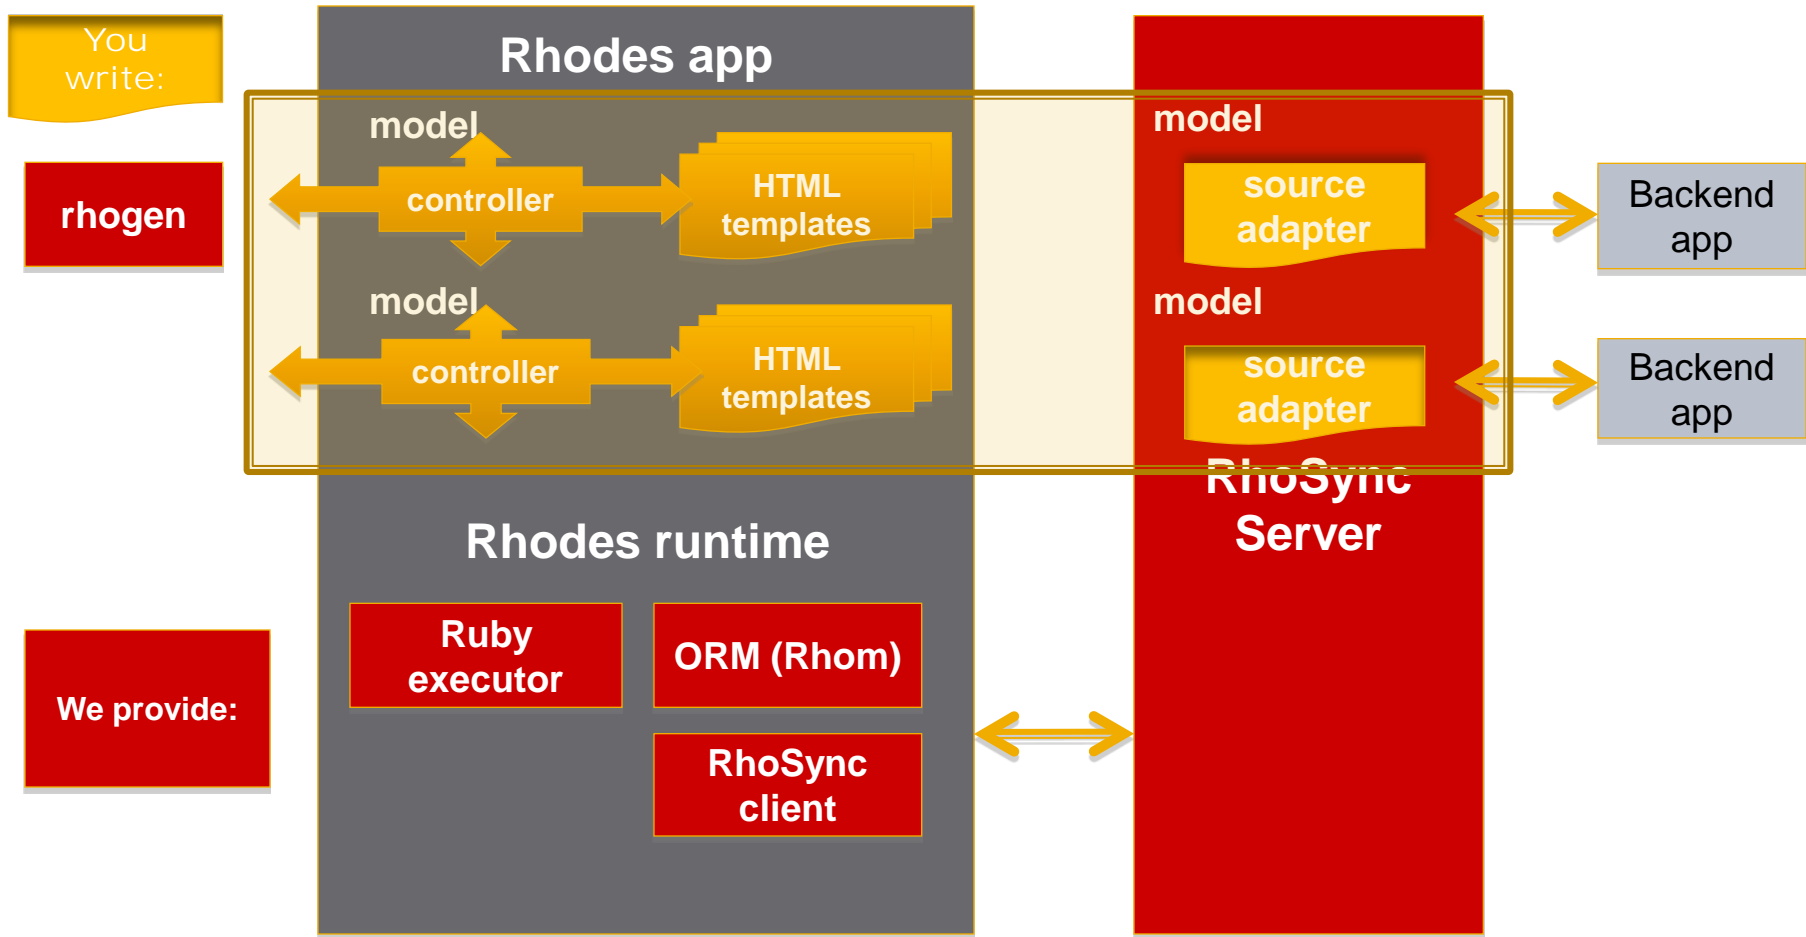 You
write:
Rhodes app
model
controller
HTML
templates
model
source
adapter
Backend
app
rhogen
model
controller
HTML
templates
model
source
adapter
Backend
app
RhoSync
Server
Rhodes runtime
Ruby
executor
ORM (Rhom)
We provide:
RhoSync
client